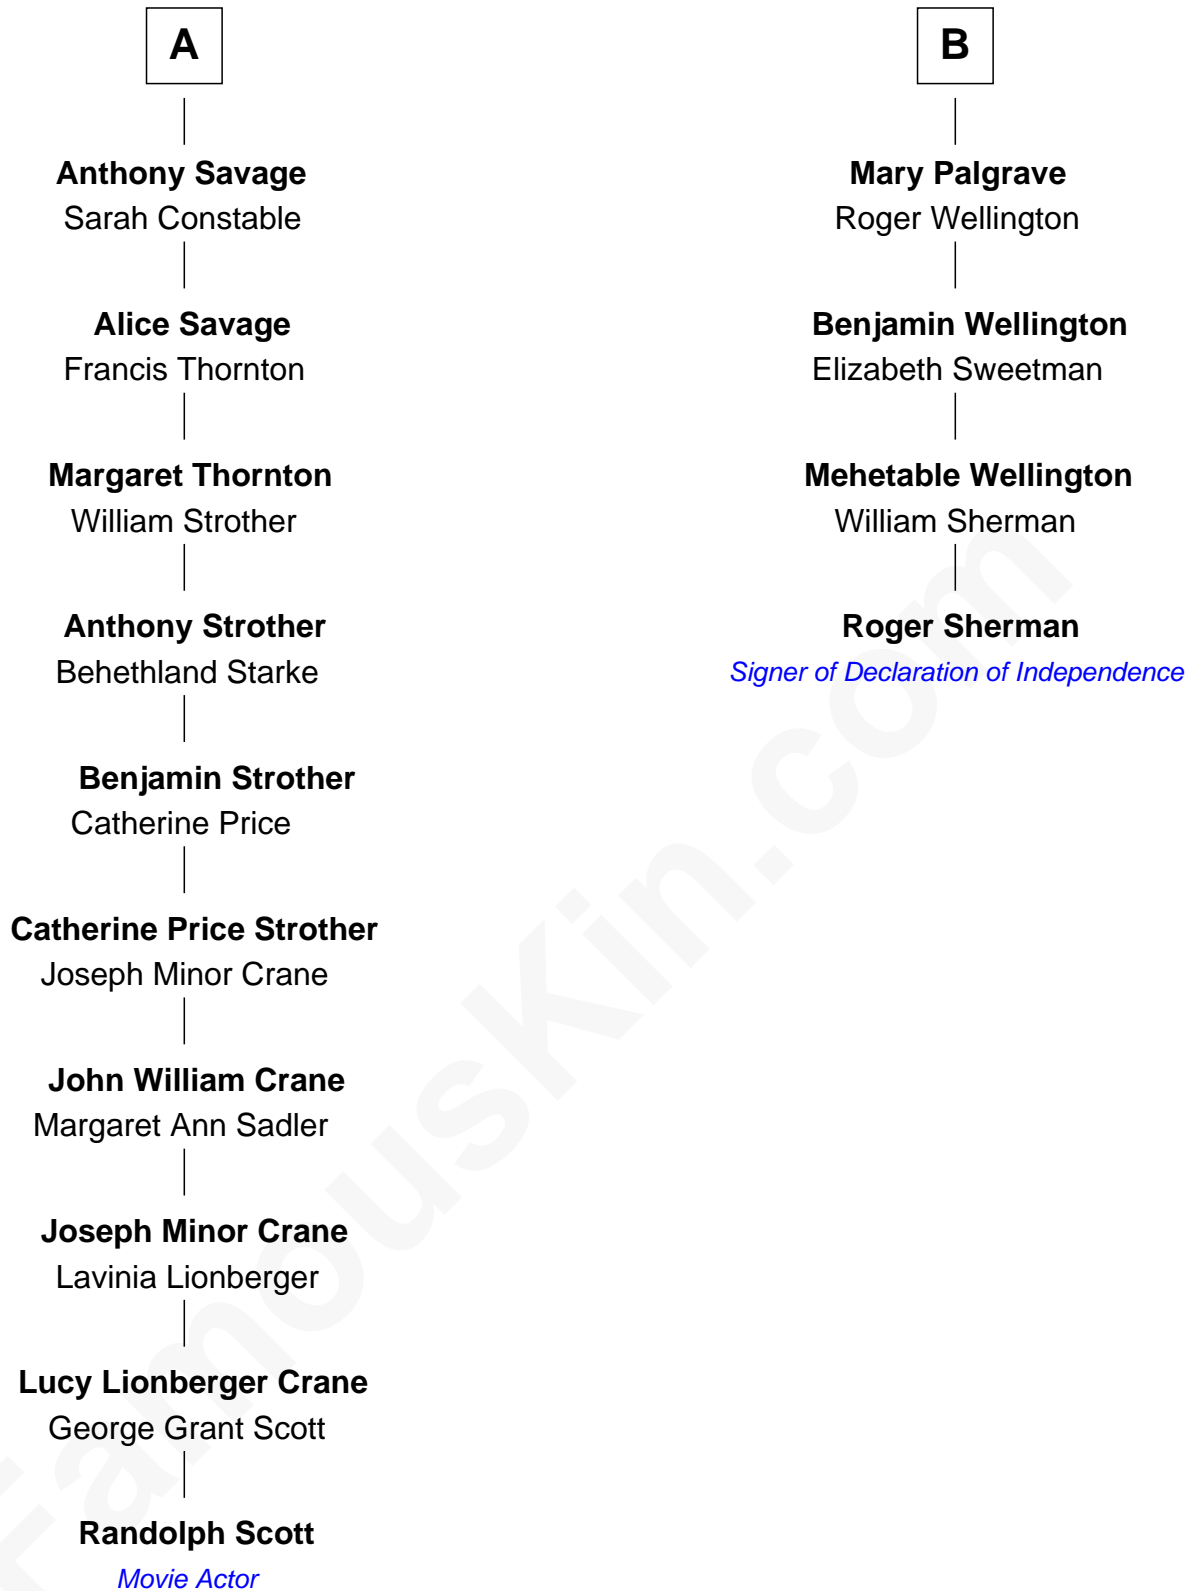 A
Anthony Savage
Sarah Constable
Alice Savage
Francis Thornton
Margaret Thornton
William Strother
Anthony Strother
Behethland Starke
Benjamin Strother
Catherine Price
Catherine Price Strother
Joseph Minor Crane
John William Crane
Margaret Ann Sadler
Joseph Minor Crane
Lavinia Lionberger
Lucy Lionberger Crane
George Grant Scott
Randolph Scott
Movie Actor
B
Mary Palgrave
Roger Wellington
Benjamin Wellington
Elizabeth Sweetman
Mehetable Wellington
William Sherman
Roger Sherman
Signer of Declaration of Independence
FamousKin.com